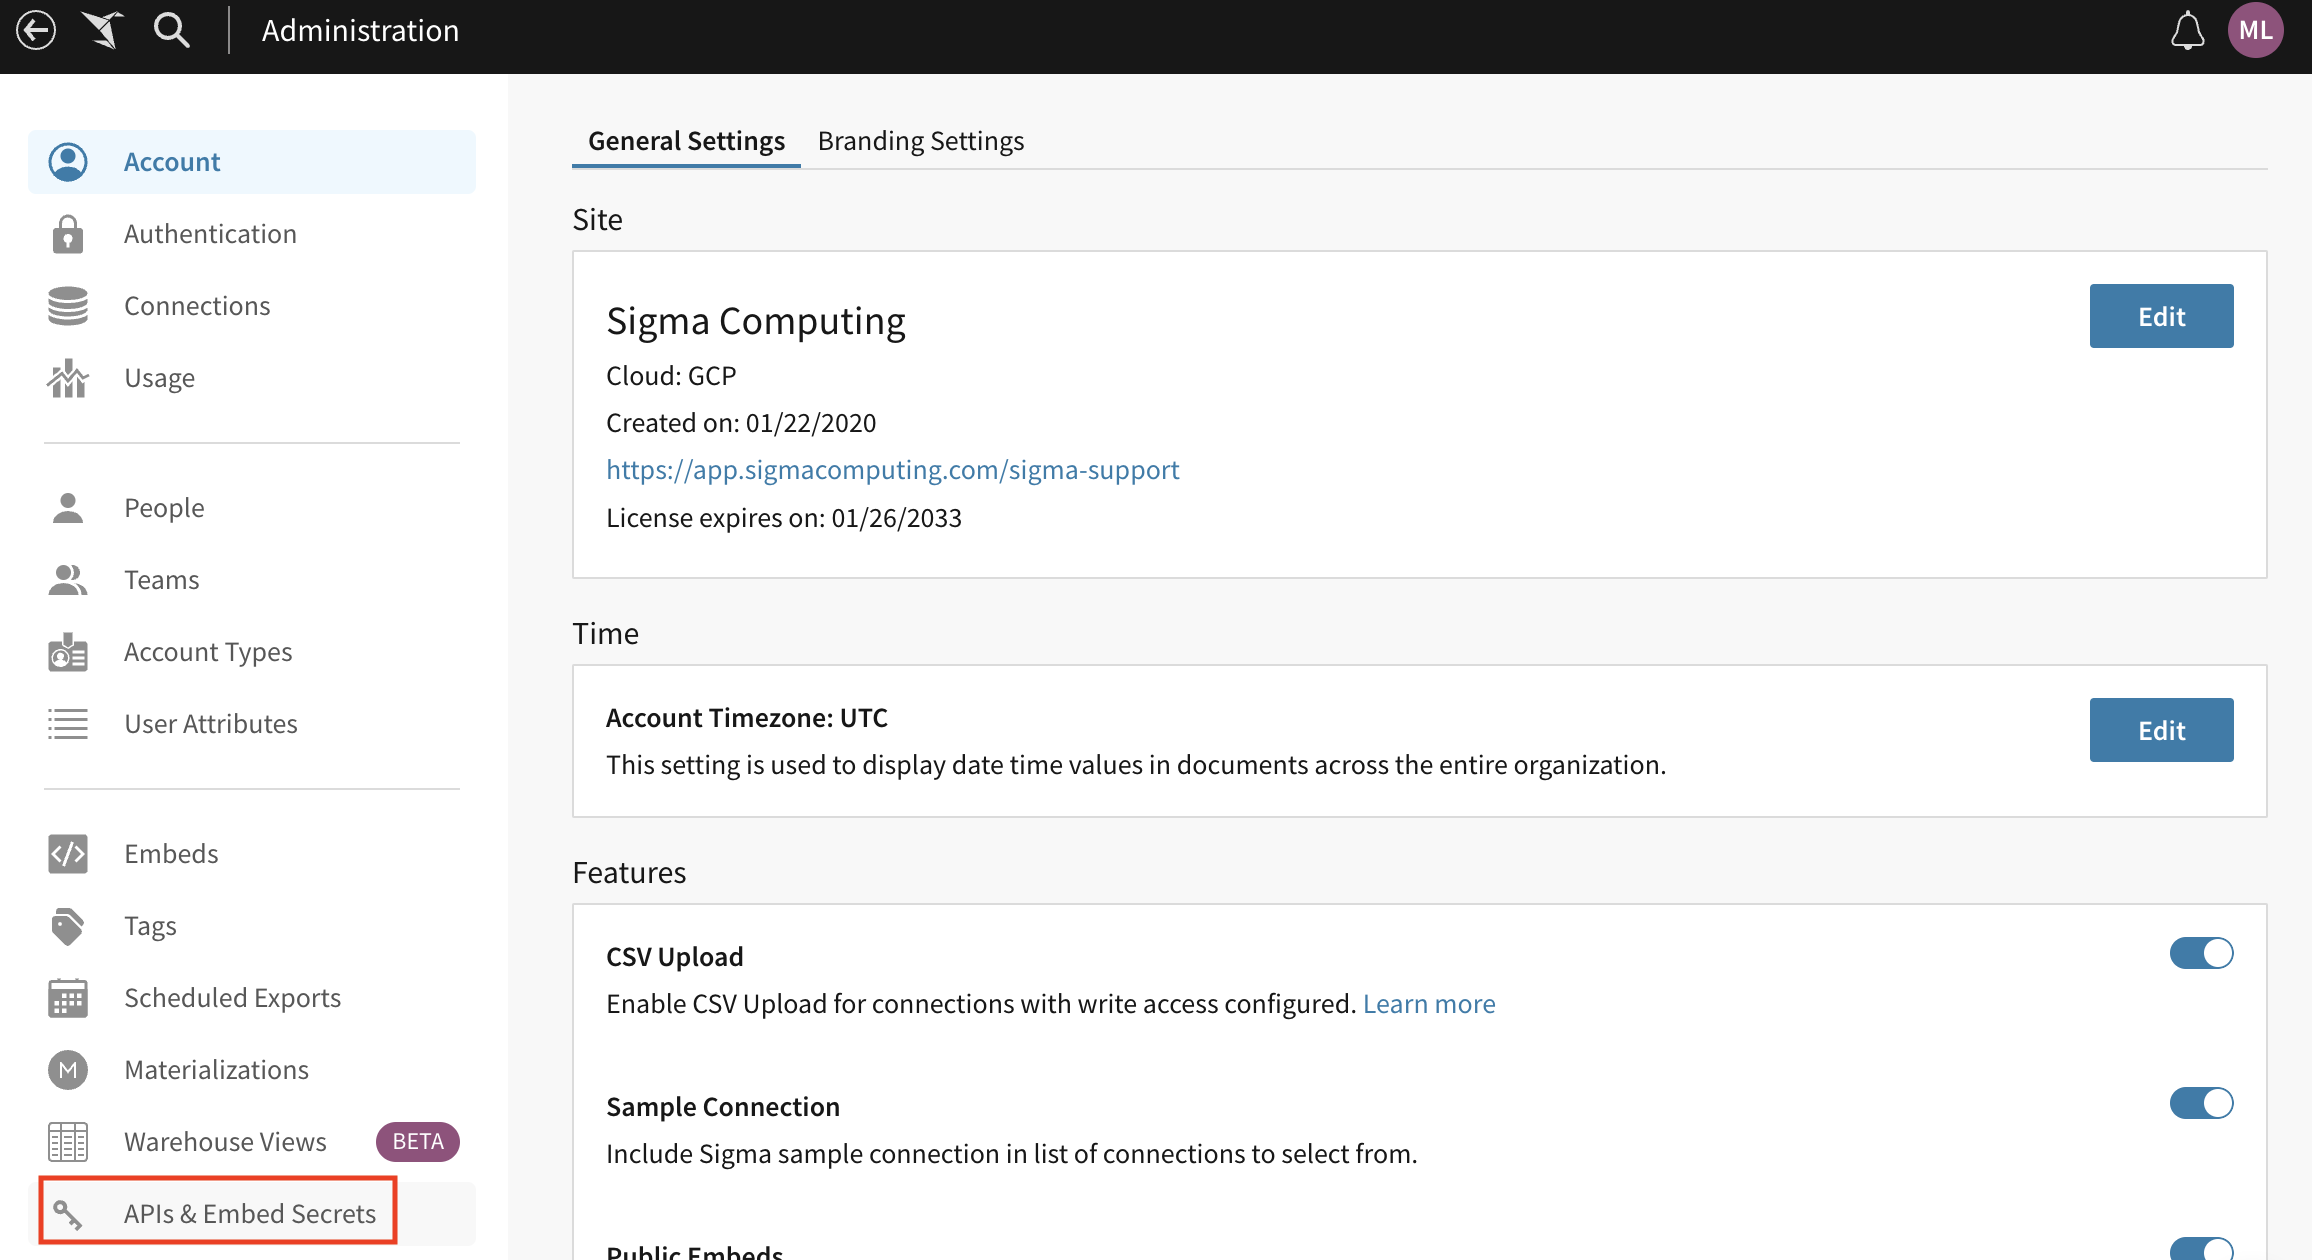 Administration
ML
Account
Authentication
Connections
Usage
People
Teams
Account Types
User Attributes
Embeds
Tags
Scheduled Exports
M
Materializations
Warehouse Views BETA
APIs & Embed Secrets
General Settings Branding Settings
Site
Sigma Computing
Edit
Cloud: GCP
Created on: 01/22/2020
https://app.sigmacomputing.com/sigma-support
License expires on: 01/26/2033
Time
Account Timezone: UTC
Edit
This setting is used to display date time values in documents across the entire organization.
Features
CSV Upload
Enable CSV Upload for connections with write access configured. Learn more
Sample Connection
Include Sigma sample connection in list of connections to select from.
Public Embeds